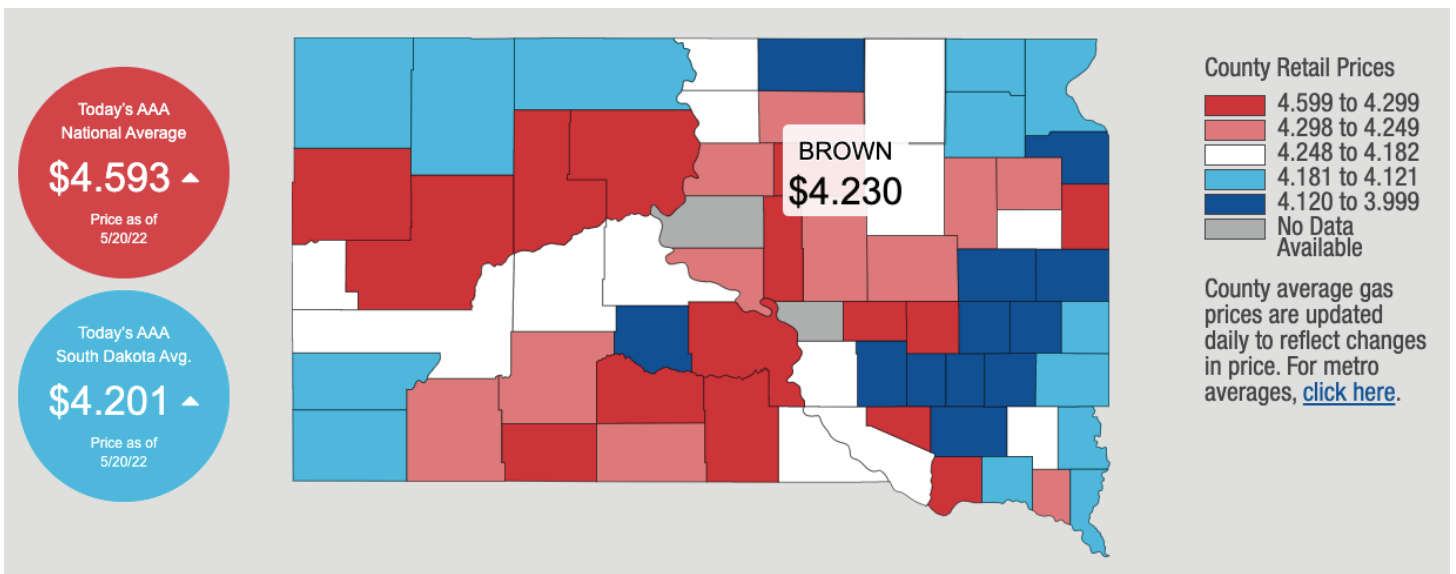 Today's AAA
National Average
$4.593
Price as of
5/20/22
Today's AAA
South Dakota Avg.
$4.201
Price as of
5/20/22
BROWN
$4.230
County Retail Prices
4.599 to 4.299
4.298 to 4.249
4.248 to 4.182
4.181 to 4.121
4.120 to 3.999
No Data
Available
County average gas
prices are updated
daily to reflect changes
in price. For metro
averages, click here.